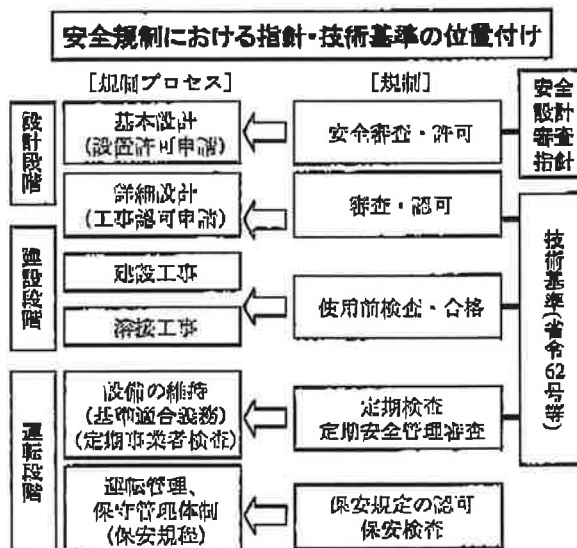 安全規制における指針・技術基準の位置付け
[規制プロセス]
[規制]
設計段階
基本設計
(設置許可申請)
安全審査・許可
安全
設計
審査
指針
詳細設計
(工事認可申請)
審査・認可
建設段階
建設工事
溶接工事
使用前検査・合格
技術基準(省令62号等)
運転段階
設備の維持
(基準適合義務)
(定期事業者検査)
定期検査
定期安全管理審査
運転管理、
保守管理体制
(保安規程)
保安規定の認可
保安検査